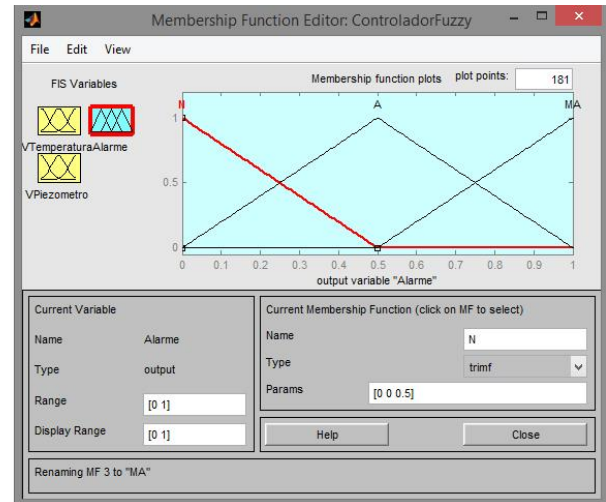 Membership Function Editor: ControladorFuzzy
File Edit View
FIS Variables
VTemperatura
Alarme
VPiezometro
Membership function plots
plot points:
181
N A MA
1
0.5
0
0 0.1 0.2 0.3 0.4 0.5 0.6 0.7 0.8 0.9 1
output variable "Alarme"
Current Variable
Name Alarme
Type output
Range [0 1]
Display Range [0 1]
Current Membership Function (click on MF to select)
Name N
Type trimf
Params [0 0 0.5]
Help Close
Renaming MF 3 to "MA"